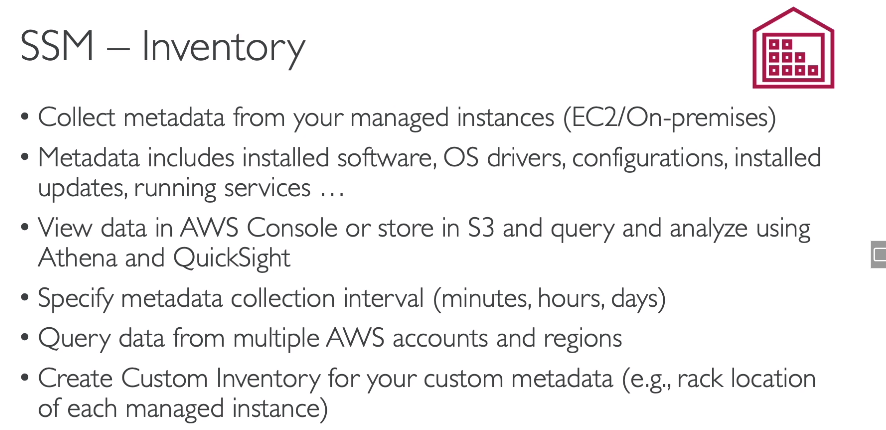 SSM – Inventory
• Collect metadata from your managed instances (EC2/On-premises)
• Metadata includes installed software, OS drivers, configurations, installed
updates, running services …
• View data in AWS Console or store in S3 and query and analyze using
Athena and QuickSight
• Specify metadata collection interval (minutes, hours, days)
• Query data from multiple AWS accounts and regions
• Create Custom Inventory for your custom metadata (e.g., rack location
of each managed instance)